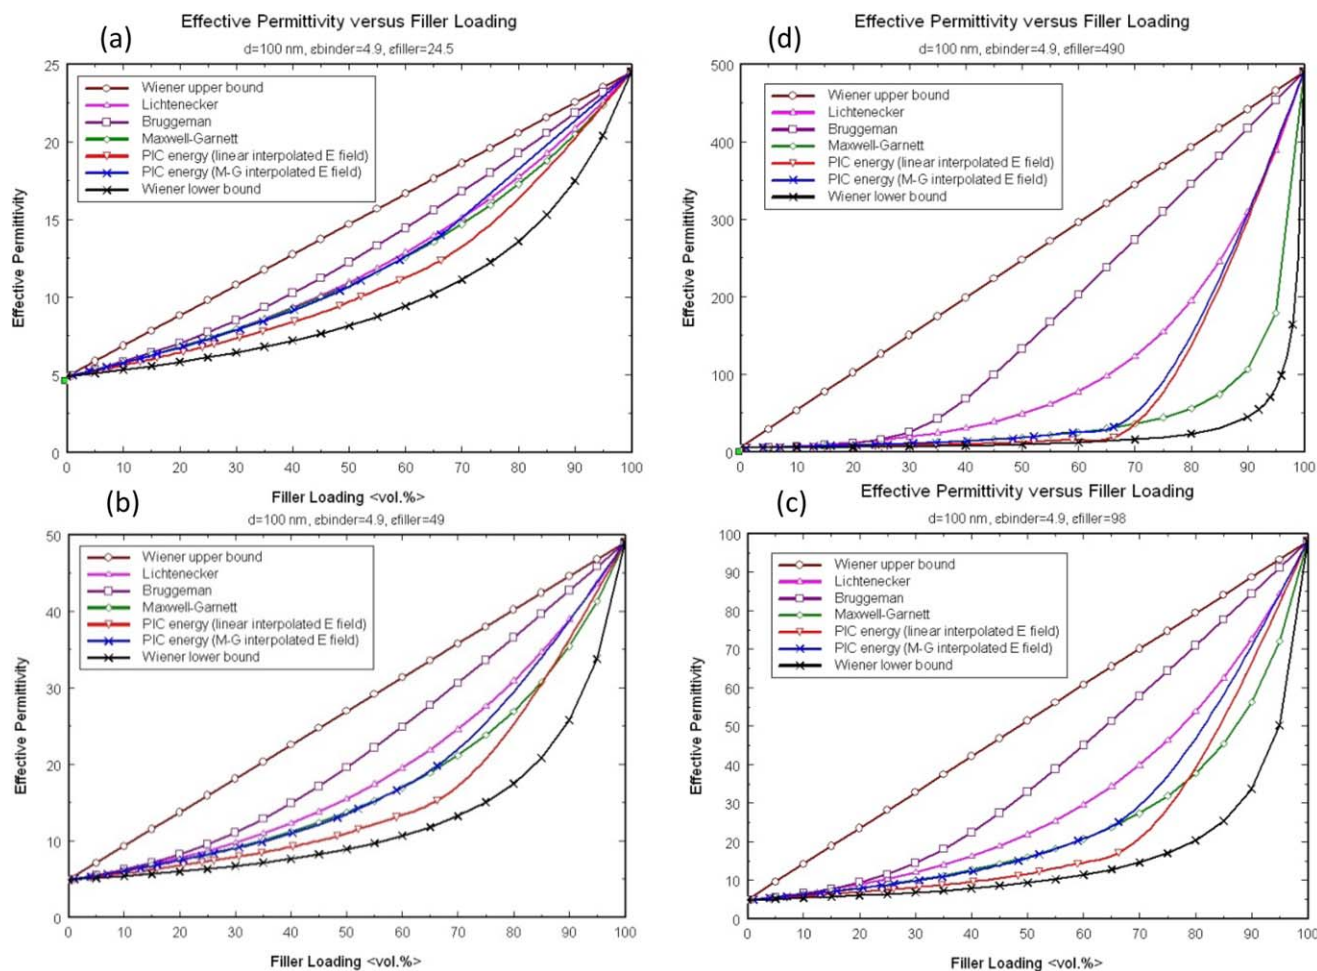 (a)
Effective Permittivity versus Filler Loading
d=100 nm, εbinder=4.9, εfiller=24.5
25
20
15
10
5
0
Effective Permittivity
Wiener upper bound
Lichtenecker
Bruggeman
Maxwell-Garnett
PIC energy (linear interpolated E field)
PIC energy (M-G interpolated E field)
Wiener lower bound
0 10 20 30 40 50 60 70 80 90 100
Filler Loading <vol.%>
(d)
Effective Permittivity versus Filler Loading
d=100 nm, εbinder=4.9, εfiller=490
500
400
300
200
100
0
Effective Permittivity
Wiener upper bound
Lichtenecker
Bruggeman
Maxwell-Garnett
PIC energy (linear interpolated E field)
PIC energy (M-G interpolated E field)
Wiener lower bound
0 10 20 30 40 50 60 70 80 90 100
(b)
d=100 nm, εbinder=4.9, εfiller=49
50
40
30
20
10
0
Effective Permittivity
Wiener upper bound
Lichtenecker
Bruggeman
Maxwell-Garnett
PIC energy (linear interpolated E field)
PIC energy (M-G interpolated E field)
Wiener lower bound
0 10 20 30 40 50 60 70 80 90 100
Filler Loading <vol.%>
(c)
Effective Permittivity versus Filler Loading
d=100 nm, εbinder=4.9, εfiller=98
100
90
80
70
60
50
40
30
20
10
0
Effective Permittivity
Wiener upper bound
Lichtenecker
Bruggeman
Maxwell-Garnett
PIC energy (linear interpolated E field)
PIC energy (M-G interpolated E field)
Wiener lower bound
0 10 20 30 40 50 60 70 80 90 100
Filler Loading <vol.%>